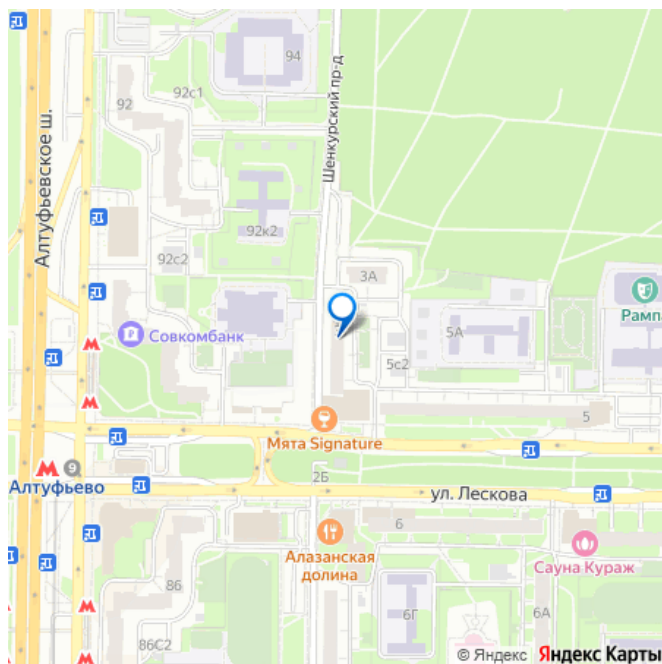 94
92с1
92
Шенкурский пр-д
Алтуфьевское ш.
92к2
92с2
3А
Рампа
Совкомбанк
5А
5с2
5
Мята Signature
9
Алтуфьево
2Б
ул. Лескова
6
Алазанская
долина
Сауна Кураж
86
6Г
6А
86С2
© Яндекс Яндекс Карты